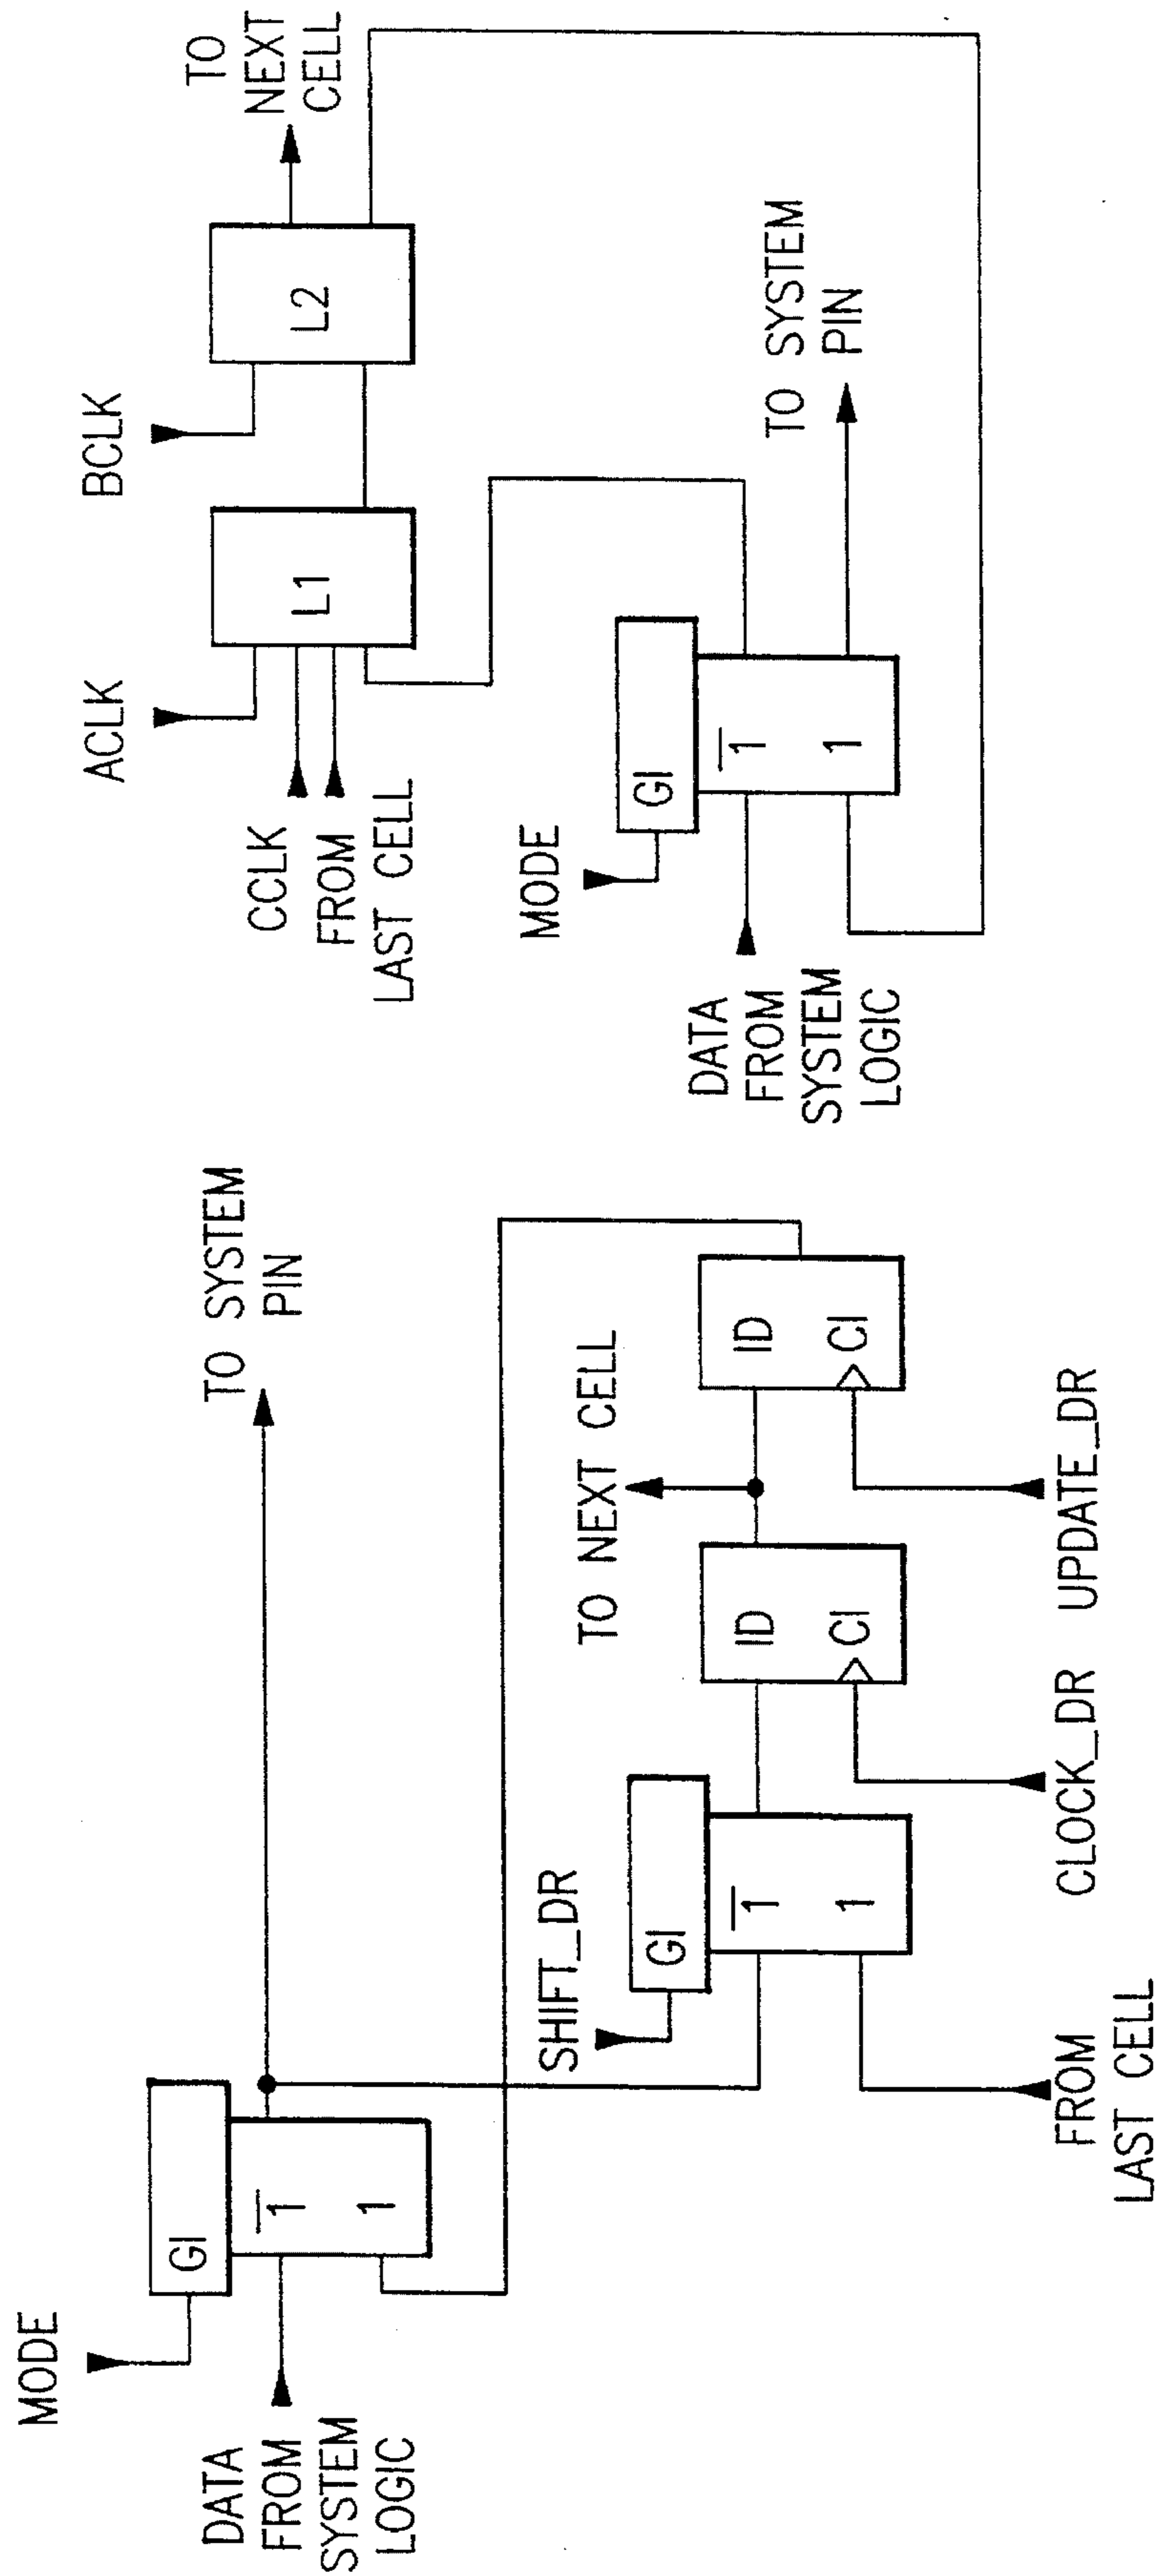 MODE
DATA
FROM
SYSTEM
LOGIC
GI
1
1
TO SYSTEM
PIN
SHIFT_DR
GI
1
1
FROM
LAST CELL
ID
CI
CLOCK_DR
TO NEXT CELL
ID
CI
UPDATE_DR
ACLK
CCLK
FROM
LAST CELL
L1
BCLK
L2
TO
NEXT
CELL
MODE
GI
1
1
DATA
FROM
SYSTEM
LOGIC
TO SYSTEM
PIN